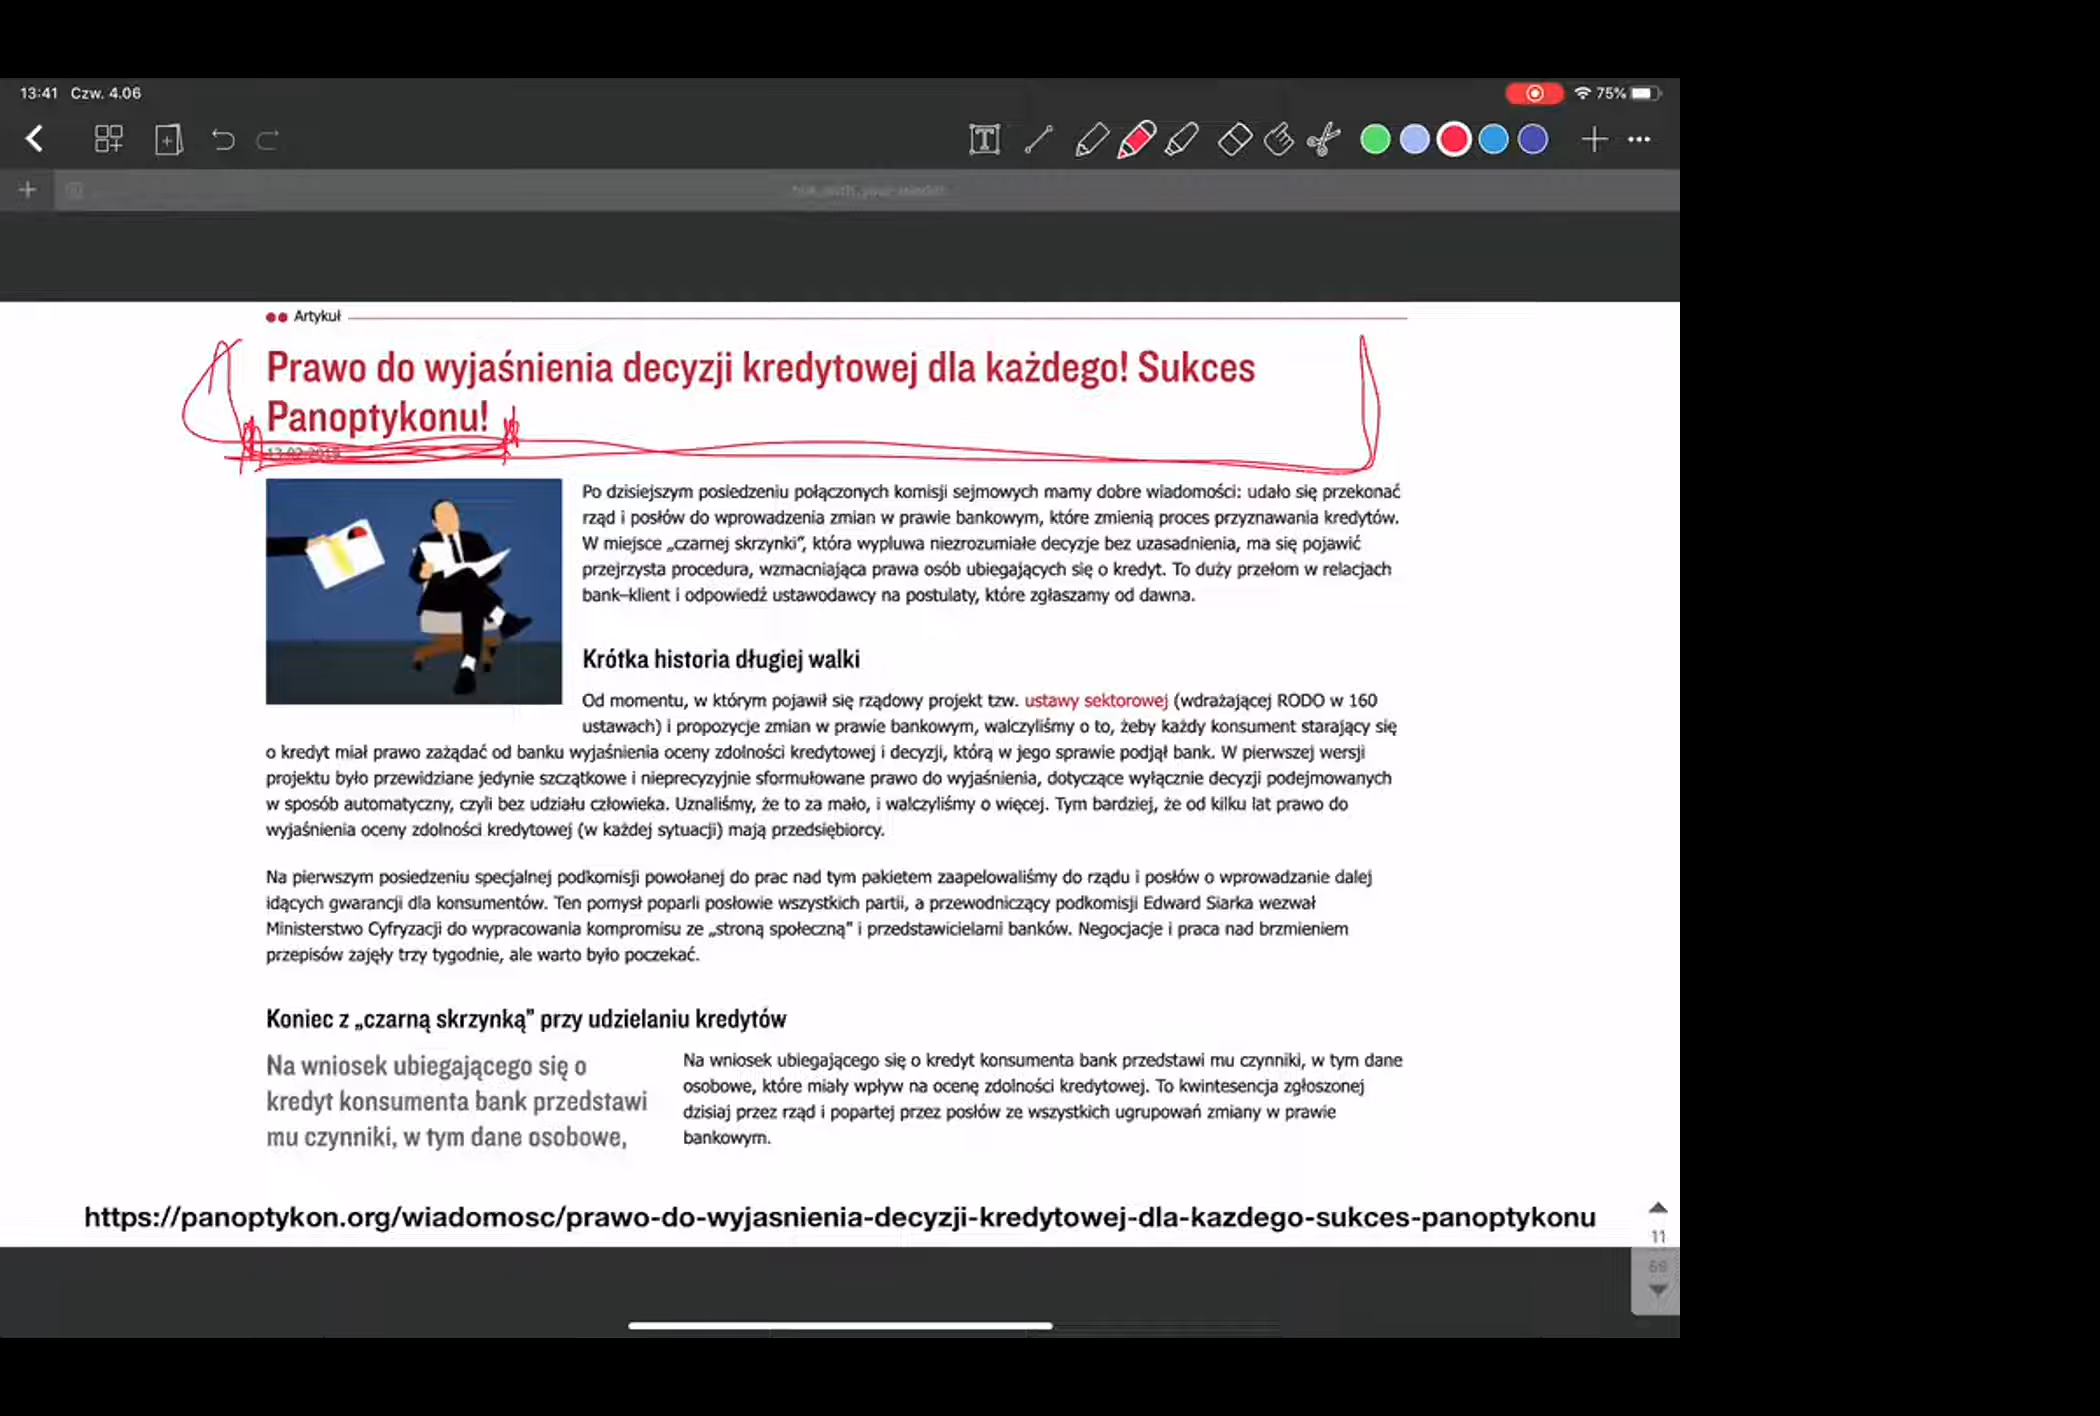 13:41 Czw. 4.06
75%
Artykuł
Prawo do wyjaśnienia decyzji kredytowej dla każdego! Sukces
Panoptykonu!
Po dzisiejszym posiedzeniu połączonych komisji sejmowych mamy dobre wiadomości: udało się przekonać
rząd i posłów do wprowadzenia zmian w prawie bankowym, które zmienią proces przyznawania kredytów.
W miejsce „czarnej skrzynki”, która wypluwa niezrozumiałe decyzje bez uzasadnienia, ma się pojawić
przejrzysta procedura, wzmacniająca prawa osób ubiegających się o kredyt. To duży przełom w relacjach
bank–klient i odpowiedź ustawodawcy na postulaty, które zgłaszamy od dawna.
Krótka historia długiej walki
Od momentu, w którym pojawił się rządowy projekt tzw. ustawy sektorowej (wdrażającej RODO w 160
ustawach) i propozycje zmian w prawie bankowym, walczyliśmy o to, żeby każdy konsument starający się
o kredyt miał prawo zażądać od banku wyjaśnienia oceny zdolności kredytowej i decyzji, którą w jego sprawie podjął bank. W pierwszej wersji
projektu było przewidziane jedynie szczątkowe i nieprecyzyjnie sformułowane prawo do wyjaśnienia, dotyczące wyłącznie decyzji podejmowanych
w sposób automatyczny, czyli bez udziału człowieka. Uznaliśmy, że to za mało, i walczyliśmy o więcej. Tym bardziej, że od kilku lat prawo do
wyjaśnienia oceny zdolności kredytowej (w każdej sytuacji) mają przedsiębiorcy.
Na pierwszym posiedzeniu specjalnej podkomisji powołanej do prac nad tym pakietem zaapelowaliśmy do rządu i posłów o wprowadzanie dalej
idących gwarancji dla konsumentów. Ten pomysł poparli posłowie wszystkich partii, a przewodniczący podkomisji Edward Siarka wezwał
Ministerstwo Cyfryzacji do wypracowania kompromisu ze „stroną społeczną” i przedstawicielami banków. Negocjacje i praca nad brzmieniem
przepisów zajęły trzy tygodnie, ale warto było poczekać.
Koniec z „czarną skrzynką” przy udzielaniu kredytów
Na wniosek ubiegającego się o
kredyt konsumenta bank przedstawi
mu czynniki, w tym dane osobowe,
Na wniosek ubiegającego się o kredyt konsumenta bank przedstawi mu czynniki, w tym dane
osobowe, które miały wpływ na ocenę zdolności kredytowej. To kwintesencja zgłoszonej
dzisiaj przez rząd i popartej przez posłów ze wszystkich ugrupowań zmiany w prawie
bankowym.
https://panoptykon.org/wiadomosc/prawo-do-wyjasnienia-decyzji-kredytowej-dla-kazdego-sukces-panoptykonu
11